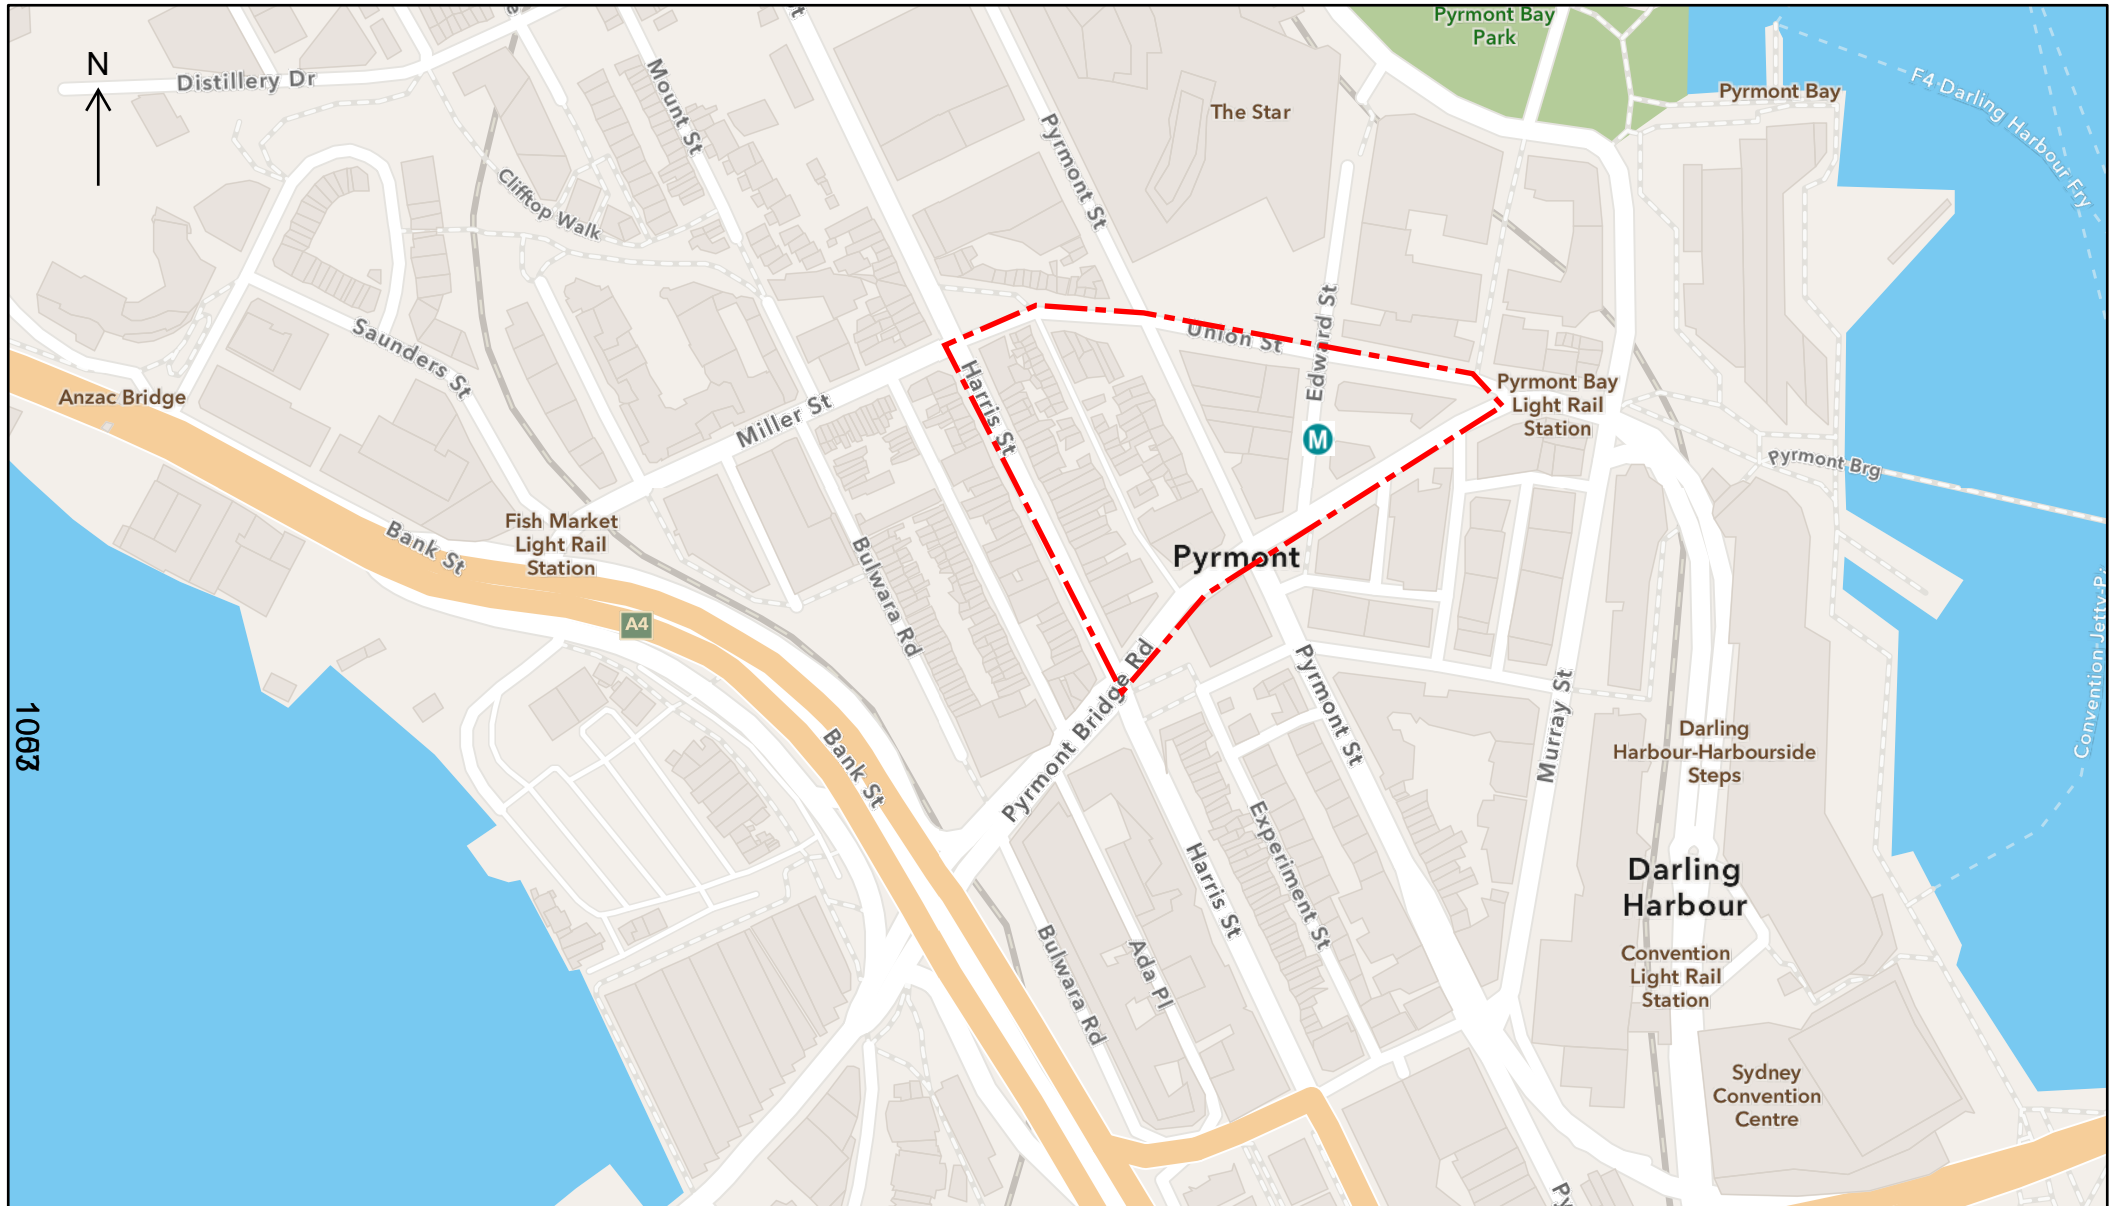 Pyrmont Bay
Park
N
Distillery Dr
Mount St
The Star
Pyrmont Bay
F4 Darling Harbour Fry
Pyrmont St
Clifftop Walk
Saunders St
Union St
Edward St
Anzac Bridge
Harris St
Miller St
Pyrmont Bay
Light Rail
Station
M
Pyrmont Brg
Bank St
Fish Market
Light Rail
Station
Bulwara Rd
Pyrmont
A4
Pyrmont Bridge Rd
Pyrmont St
Murray St
Bank St
Darling
Harbour-Harbourside
Steps
Harris St
Experiment St
Darling
Harbour
Bulwara Rd
Ada Pl
Convention
Light Rail
Station
Sydney
Convention
Centre
Py